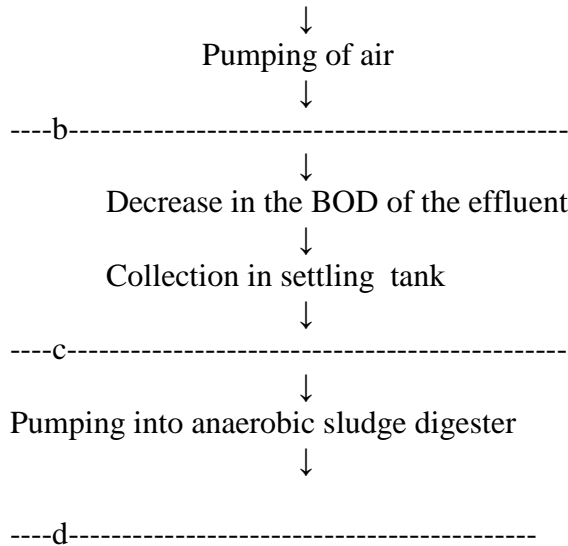 ↓
Pumping of air
↓
----b-----------------------------------------------
↓
Decrease in the BOD of the effluent
↓
Collection in settling  tank
↓
----c-----------------------------------------------
↓
Pumping into anaerobic sludge digester
↓
----d--------------------------------------------